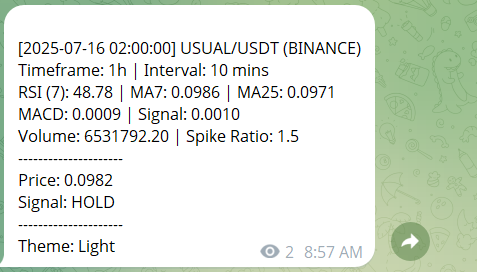 [2025-07-16 02:00:00] USUAL/USDT (BINANCE)
Timeframe: 1h | Interval: 10 mins
RSI (7): 48.78 | MA7: 0.0986 | MA25: 0.0971
MACD: 0.0009 | Signal: 0.0010
Volume: 6531792.20 | Spike Ratio: 1.5
---------------------
Price: 0.0982
Signal: HOLD
---------------------
Theme: Light
2 8:57 AM